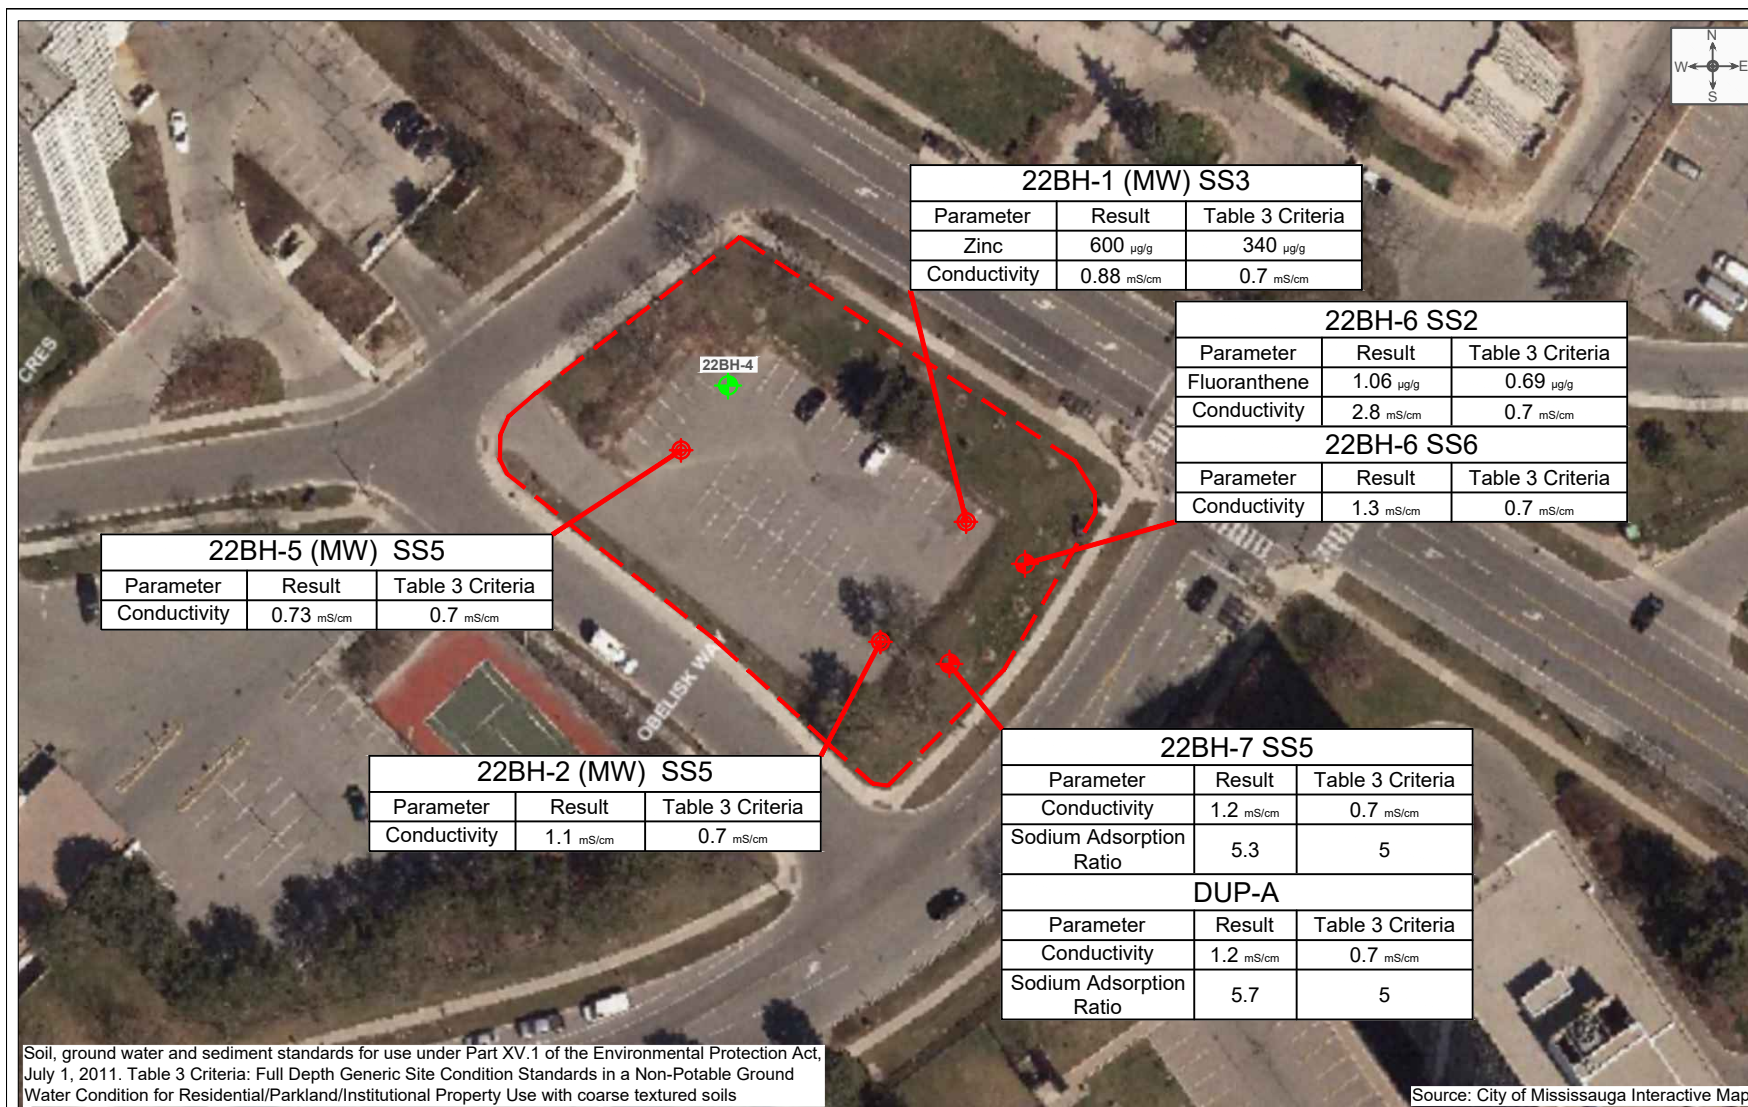 N
W E
S
22BH-1 (MW) SS3
Parameter Result Table 3 Criteria
Zinc 600 µg/g 340 µg/g
Conductivity 0.88 mS/cm 0.7 mS/cm
22BH-6 SS2
Parameter Result Table 3 Criteria
Fluoranthene 1.06 µg/g 0.69 µg/g
Conductivity 2.8 mS/cm 0.7 mS/cm
22BH-6 SS6
Parameter Result Table 3 Criteria
Conductivity 1.3 mS/cm 0.7 mS/cm
CRES
22BH-4
22BH-5 (MW) SS5
Parameter Result Table 3 Criteria
Conductivity 0.73 mS/cm 0.7 mS/cm
OBELISK WAY
22BH-2 (MW) SS5
Parameter Result Table 3 Criteria
Conductivity 1.1 mS/cm 0.7 mS/cm
22BH-7 SS5
Parameter Result Table 3 Criteria
Conductivity 1.2 mS/cm 0.7 mS/cm
Sodium Adsorption
Ratio 5.3 5
DUP-A
Parameter Result Table 3 Criteria
Conductivity 1.2 mS/cm 0.7 mS/cm
Sodium Adsorption
Ratio 5.7 5
Soil, ground water and sediment standards for use under Part XV.1 of the Environmental Protection Act,
July 1, 2011. Table 3 Criteria: Full Depth Generic Site Condition Standards in a Non-Potable Ground
Water Condition for Residential/Parkland/Institutional Property Use with coarse textured soils
Source: City of Mississauga Interactive Map